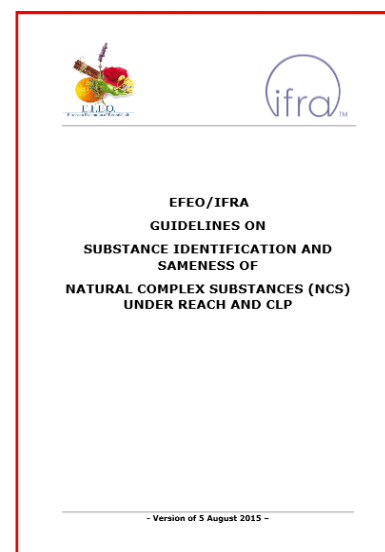 E.F.E.O.
ifra
TM
EFEO/IFRA
GUIDELINES ON
SUBSTANCE IDENTIFICATION AND
SAMENESS OF
NATURAL COMPLEX SUBSTANCES (NCS)
UNDER REACH AND CLP
- Version of 5 August 2015 –